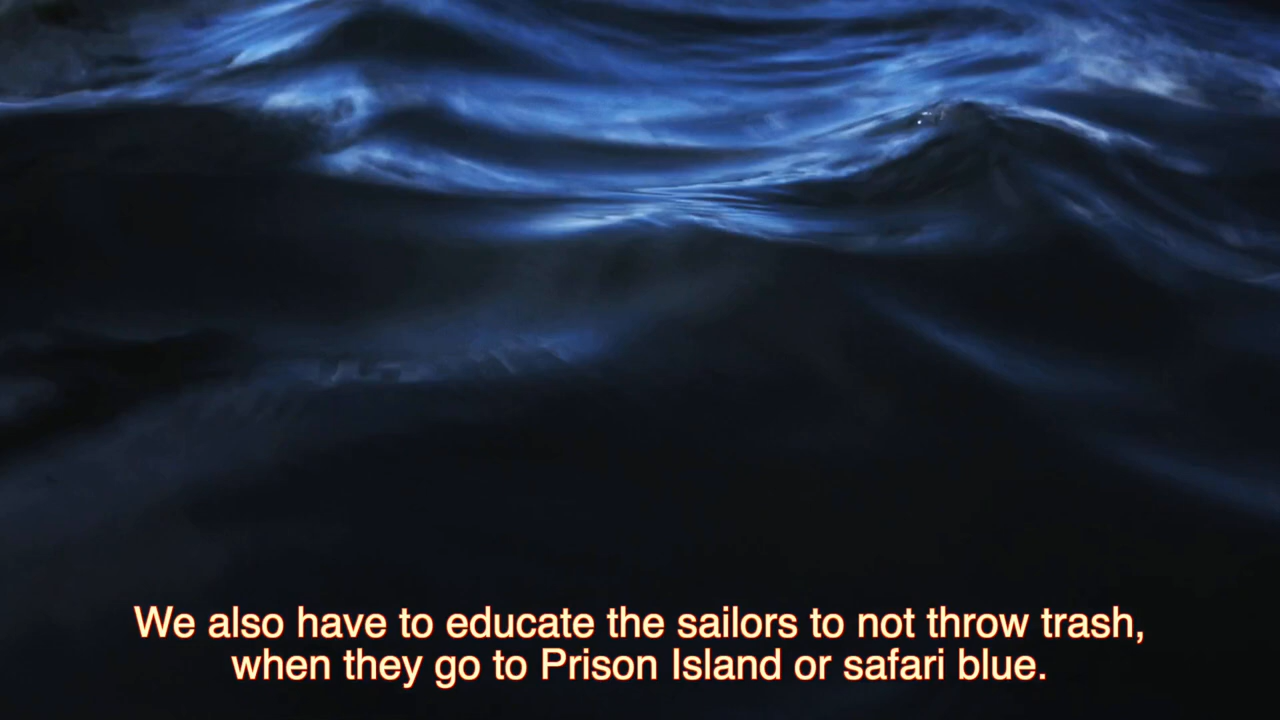 We also have to educate the sailors to not throw trash,
when they go to Prison Island or safari blue.